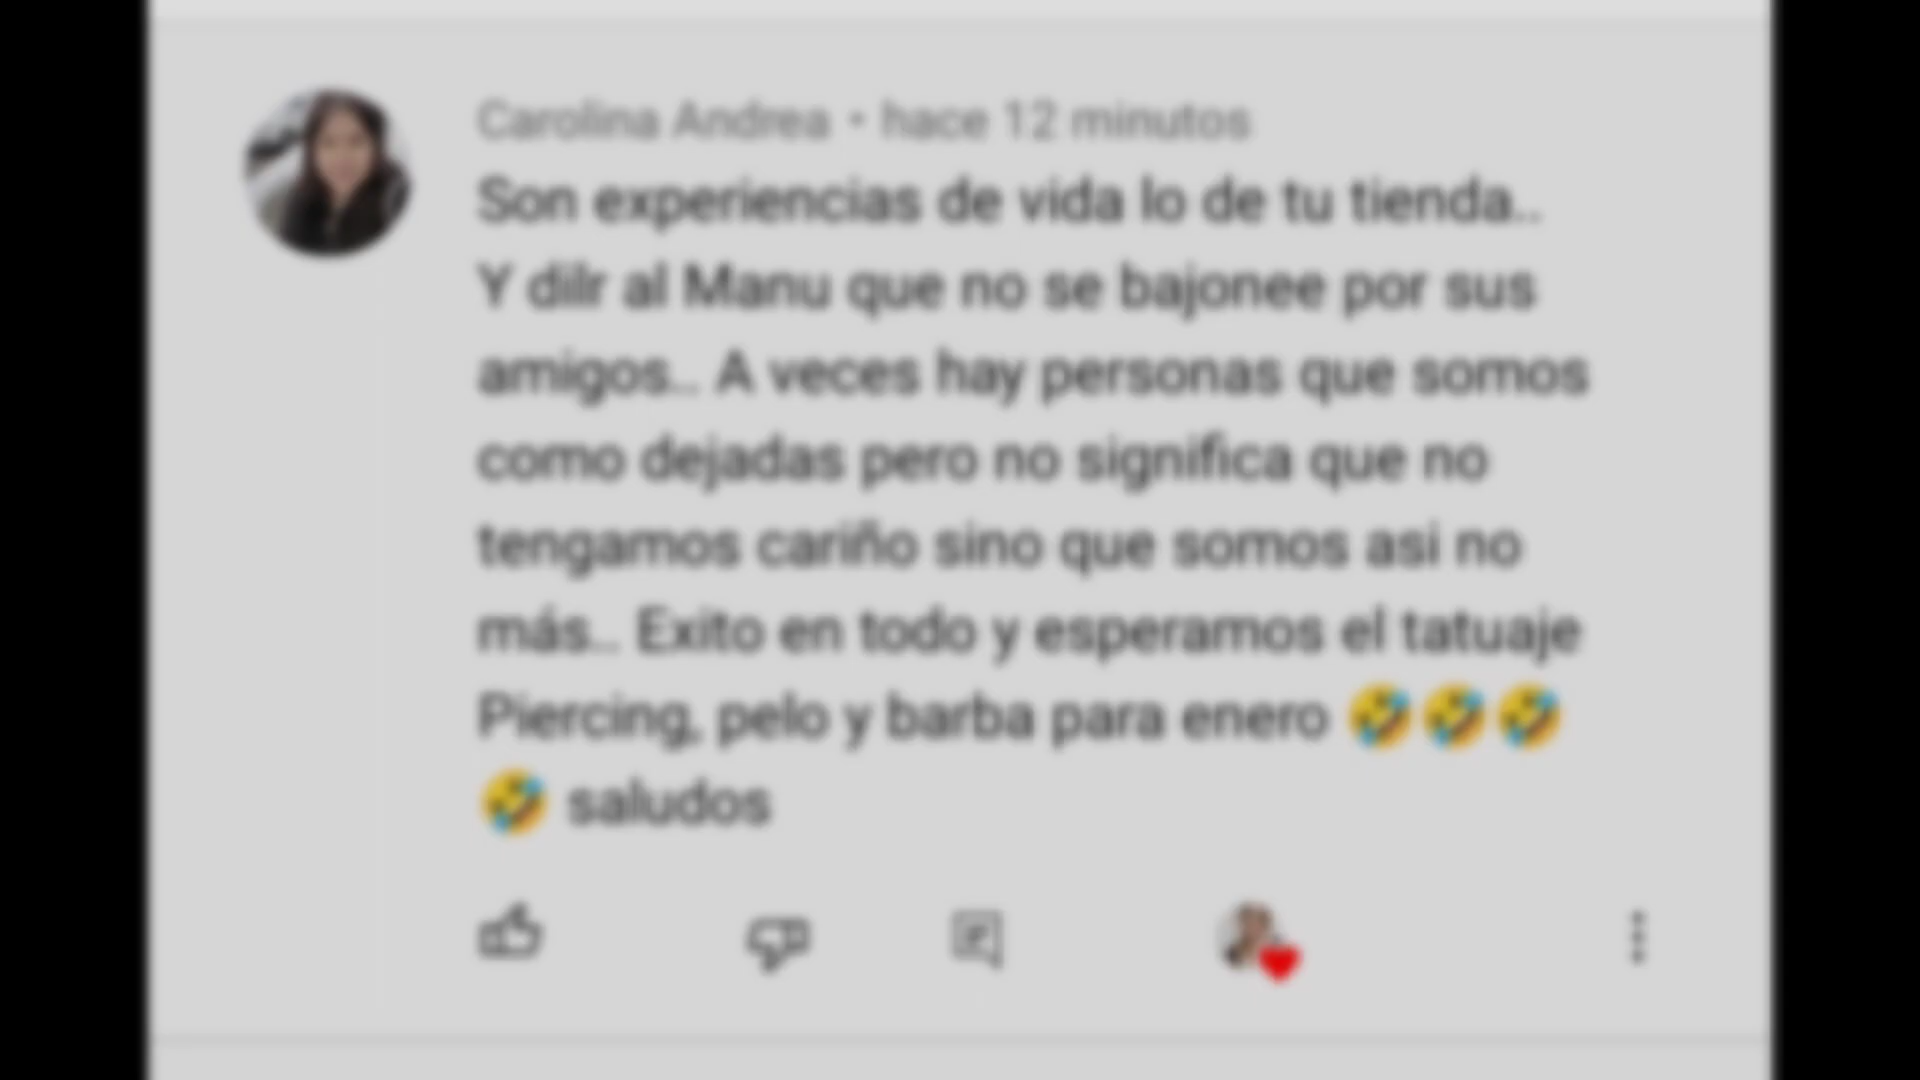 Carolina Andrea • hace 12 minutos
Son experiencias de vida lo de tu tienda..
Y dilr al Manu que no se bajonee por sus
amigos.. A veces hay personas que somos
como dejadas pero no significa que no
tengamos cariño sino que somos asi no
más.. Exito en todo y esperamos el tatuaje
Piercing, pelo y barba para enero 🤣🤣🤣
🤣 saludos